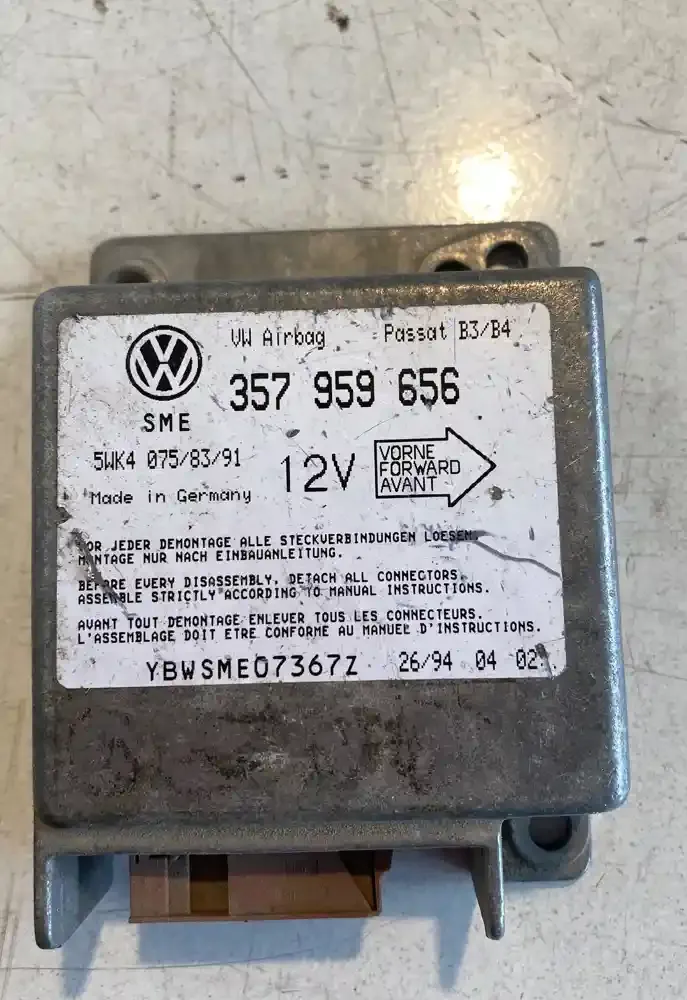 VW Airbag Passat B3/B4
357 959 656
SME
5WK4 075/83/91
12V
VORNE
FORWARD
AVANT
Made in Germany
VOR JEDER DEMONTAGE ALLE STECKVERBINDUNGEN LOESEN.
MONTAGE NUR NACH EINBAUANLEITUNG.
BEFORE EVERY DISASSEMBLY, DETACH ALL CONNECTORS.
ASSEMBLE STRICTLY ACCORDING TO MANUAL INSTRUCTIONS.
AVANT TOUT DEMONTAGE ENLEVER TOUS LES CONNECTEURS.
L'ASSEMBLAGE DOIT ETRE CONFORME AU MANUEL D'INSTRUCTIONS.
YBWSME07367Z 26/94 04 02